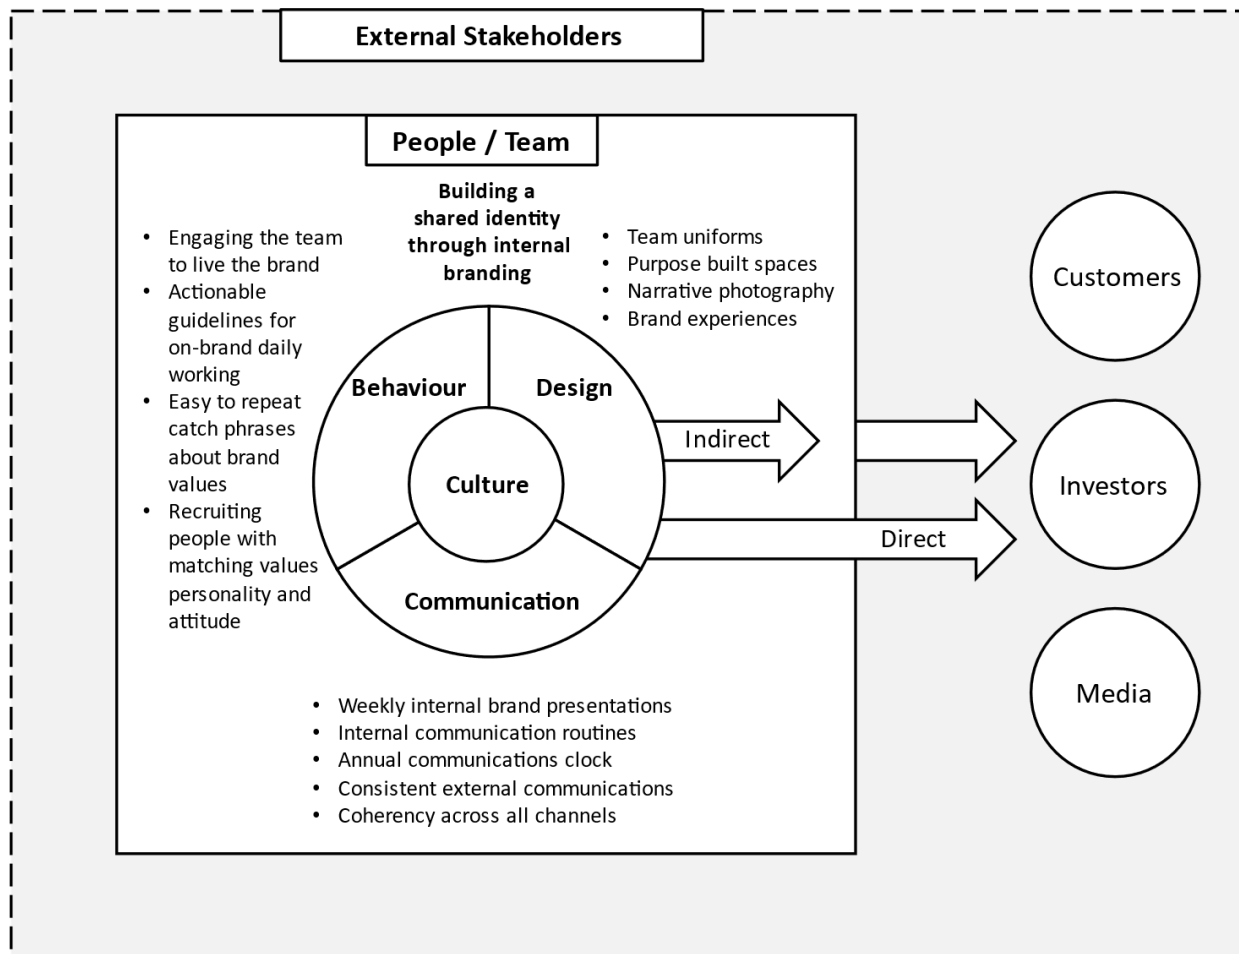 External Stakeholders
People / Team
Building a
shared identity
through internal
branding
• Engaging the team
to live the brand
• Actionable
guidelines for
on-brand daily
working
• Easy to repeat
catch phrases
about brand
values
• Recruiting
people with
matching values
personality and
attitude
• Team uniforms
• Purpose built spaces
• Narrative photography
• Brand experiences
Behaviour
Design
Culture
Communication
Indirect
Direct
• Weekly internal brand presentations
• Internal communication routines
• Annual communications clock
• Consistent external communications
• Coherency across all channels
Customers
Investors
Media